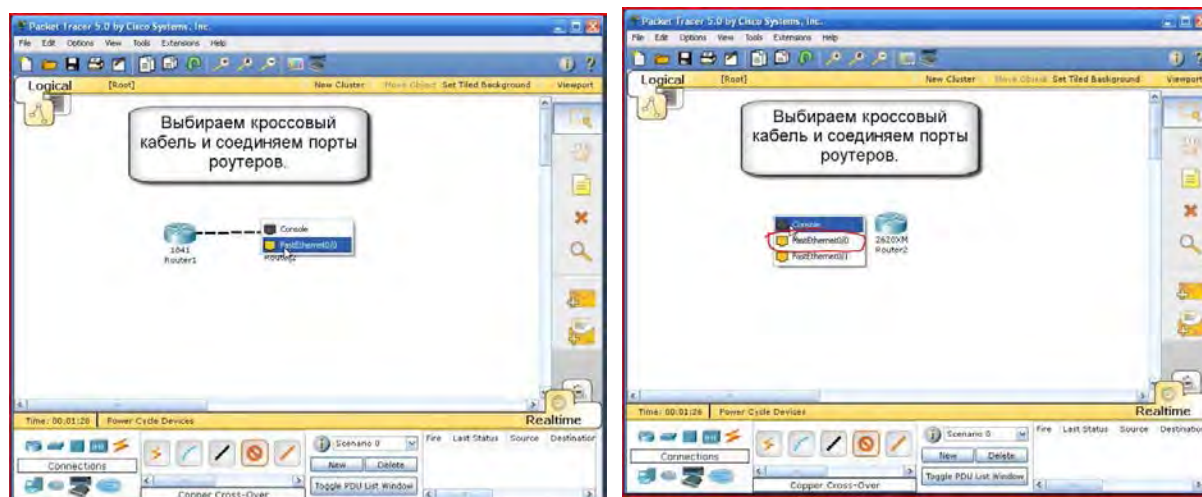 Packet Tracer 5.0 by Cisco Systems, Inc.
File Edit Options View Tools Extensions Help
Logical [Root] New Cluster Move Object Set Tiled Background Viewport
Выбираем кроссовый
кабель и соединяем порты
роутеров.
Console
FastEthernet0/0
1841
Router1
Router2
Time: 00:01:26 Power Cycle Devices Realtime
Scenario 0 Fire Last Status Source Destination
Connections
New Delete
Toggle PDU List Window
Copper Cross-Over
Packet Tracer 5.0 by Cisco Systems, Inc.
File Edit Options View Tools Extensions Help
Logical [Root] New Cluster Move Object Set Tiled Background Viewport
Выбираем кроссовый
кабель и соединяем порты
роутеров.
Console
FastEthernet0/0
FastEthernet0/1
2620XM
Router2
Time: 00:01:26 Power Cycle Devices Realtime
Scenario 0 Fire Last Status Source Destination
Connections
New Delete
Toggle PDU List Window
Copper Cross-Over